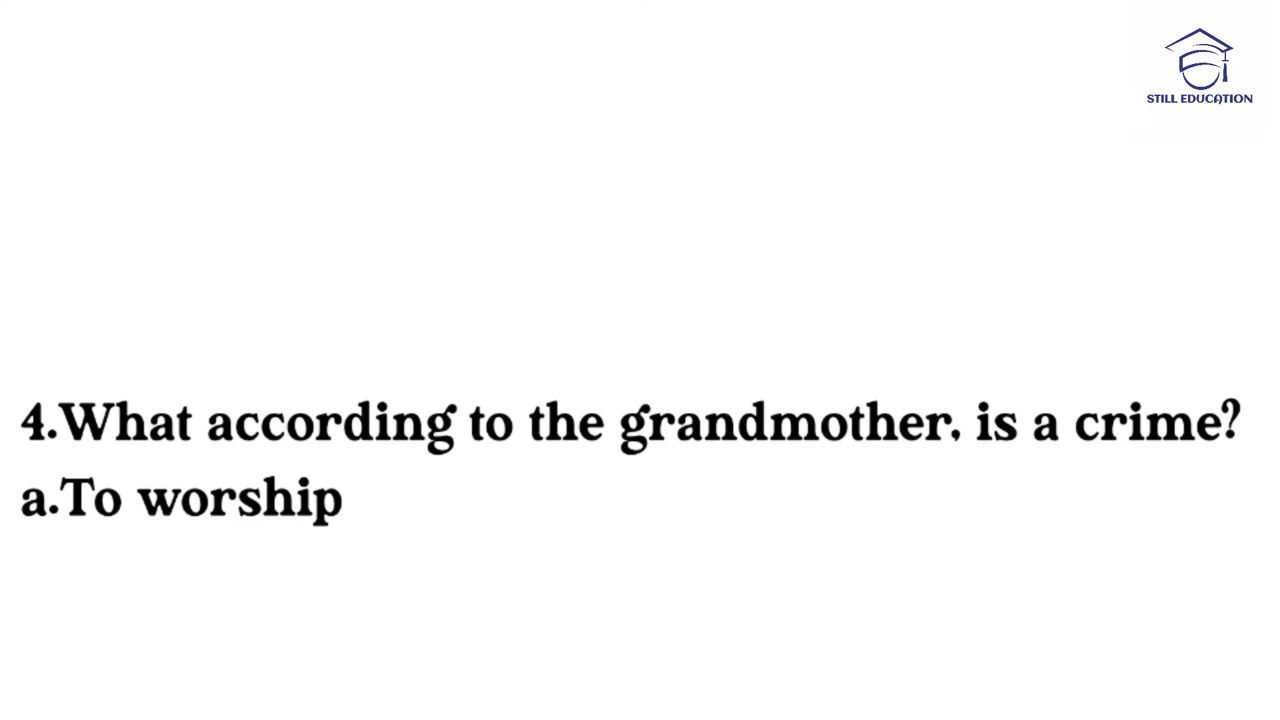 STILL EDUCATION
4.What according to the grandmother. is a crime?
a.To worship